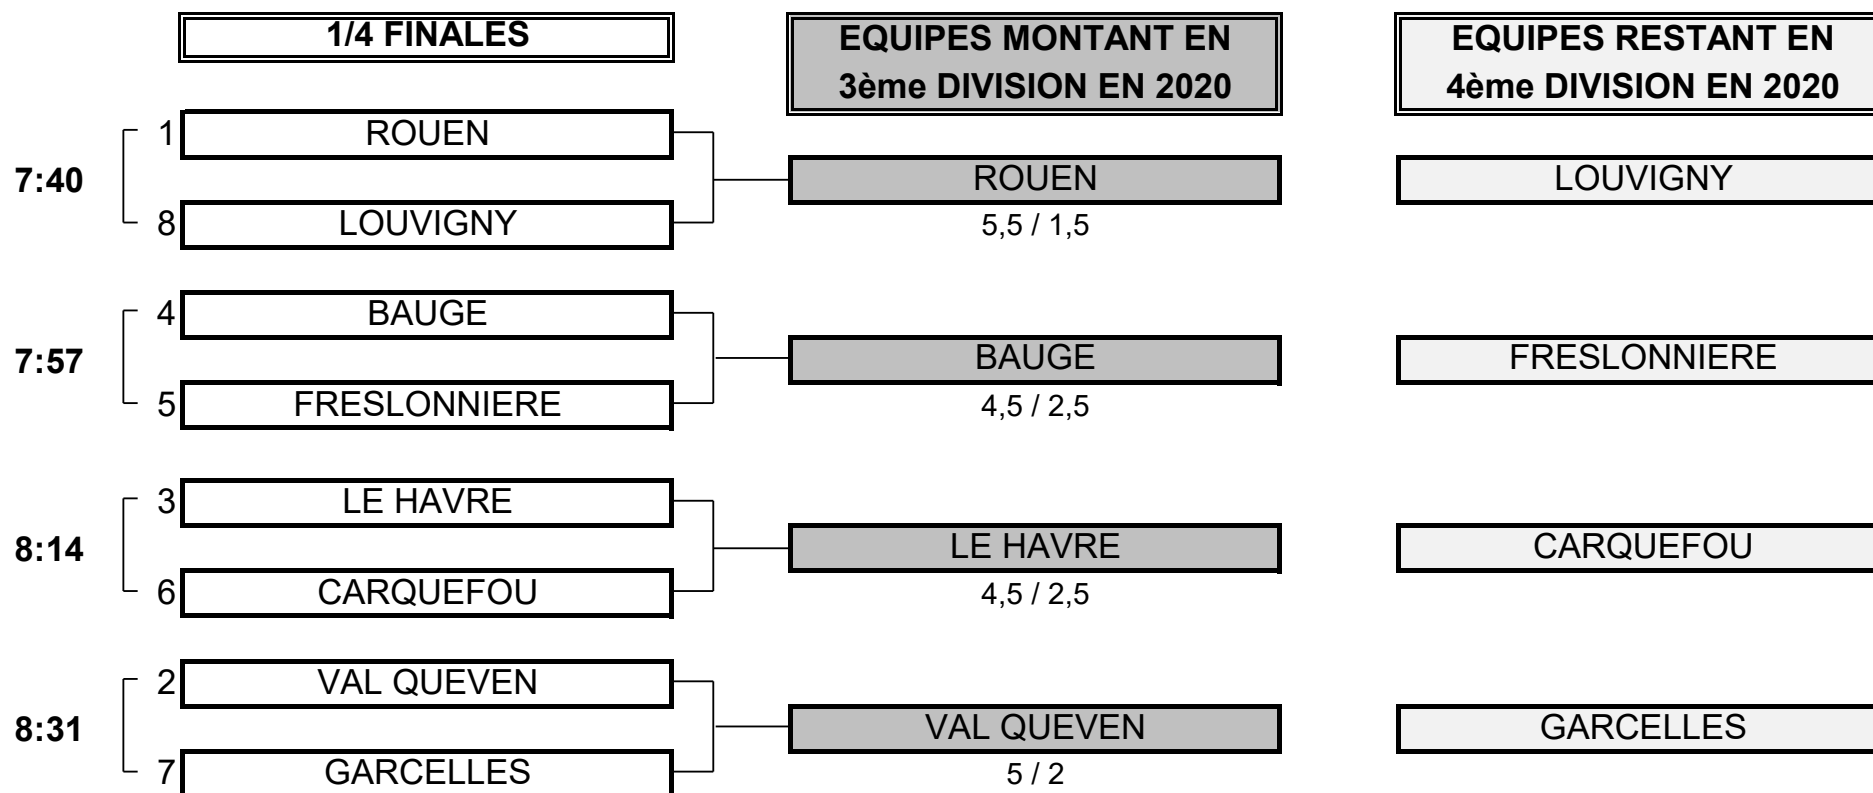 1/4 FINALES
EQUIPES MONTANT EN
3ème DIVISION EN 2020
EQUIPES RESTANT EN
4ème DIVISION EN 2020
1 ROUEN
7:40
ROUEN
LOUVIGNY
8 LOUVIGNY
5,5 / 1,5
4 BAUGE
7:57
BAUGE
FRESLONNIERE
5 FRESLONNIERE
4,5 / 2,5
3 LE HAVRE
8:14
LE HAVRE
CARQUEFOU
6 CARQUEFOU
4,5 / 2,5
2 VAL QUEVEN
8:31
VAL QUEVEN
GARCELLES
7 GARCELLES
5 / 2